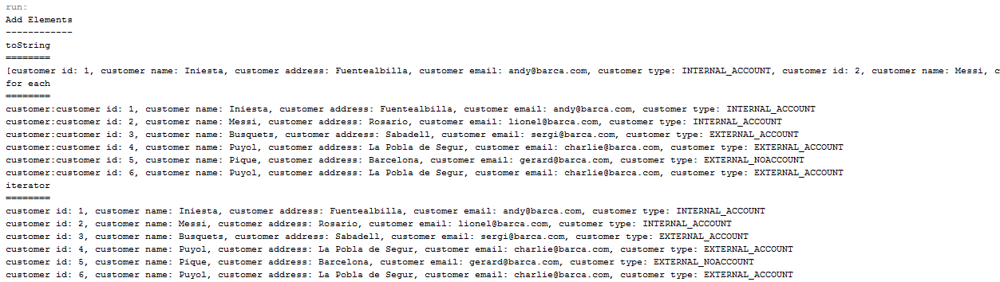 run:
Add Elements
------------
toString
========
[customer id: 1, customer name: Iniesta, customer address: Fuentealbilla, customer email: andy@barca.com, customer type: INTERNAL_ACCOUNT, customer id: 2, customer name: Messi, c
for each
========
customer:customer id: 1, customer name: Iniesta, customer address: Fuentealbilla, customer email: andy@barca.com, customer type: INTERNAL_ACCOUNT
customer:customer id: 2, customer name: Messi, customer address: Rosario, customer email: lionel@barca.com, customer type: INTERNAL_ACCOUNT
customer:customer id: 3, customer name: Busquets, customer address: Sabadell, customer email: sergi@barca.com, customer type: EXTERNAL_ACCOUNT
customer:customer id: 4, customer name: Puyol, customer address: La Pobla de Segur, customer email: charlie@barca.com, customer type: EXTERNAL_ACCOUNT
customer:customer id: 5, customer name: Pique, customer address: Barcelona, customer email: gerard@barca.com, customer type: EXTERNAL_NOACCOUNT
customer:customer id: 6, customer name: Puyol, customer address: La Pobla de Segur, customer email: charlie@barca.com, customer type: EXTERNAL_ACCOUNT
iterator
========
customer id: 1, customer name: Iniesta, customer address: Fuentealbilla, customer email: andy@barca.com, customer type: INTERNAL_ACCOUNT
customer id: 2, customer name: Messi, customer address: Rosario, customer email: lionel@barca.com, customer type: INTERNAL_ACCOUNT
customer id: 3, customer name: Busquets, customer address: Sabadell, customer email: sergi@barca.com, customer type: EXTERNAL_ACCOUNT
customer id: 4, customer name: Puyol, customer address: La Pobla de Segur, customer email: charlie@barca.com, customer type: EXTERNAL_ACCOUNT
customer id: 5, customer name: Pique, customer address: Barcelona, customer email: gerard@barca.com, customer type: EXTERNAL_NOACCOUNT
customer id: 6, customer name: Puyol, customer address: La Pobla de Segur, customer email: charlie@barca.com, customer type: EXTERNAL_ACCOUNT